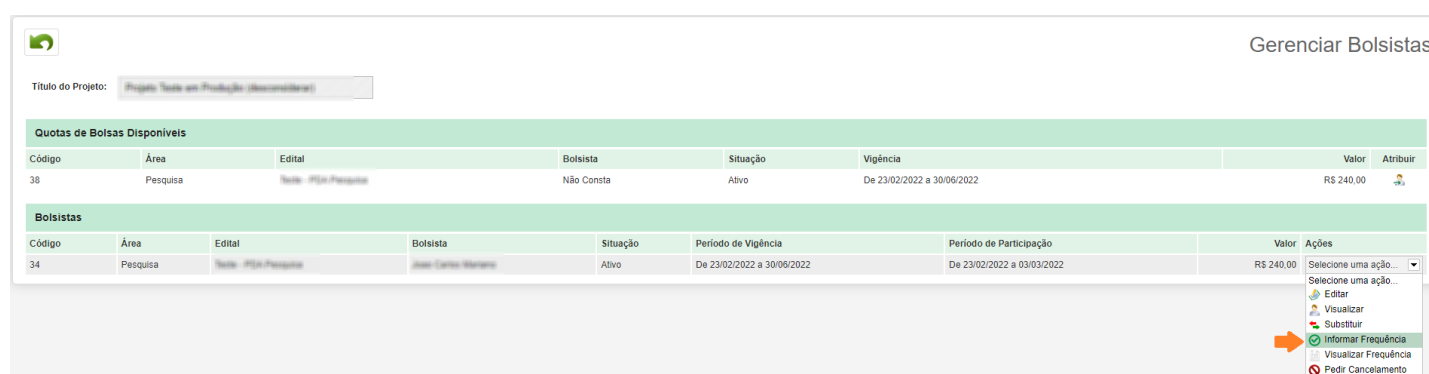 Gerenciar Bolsistas
Título do Projeto:
Quotas de Bolsas Disponíveis
Código Área Edital Bolsista Situação Vigência Valor Atribuir
38 Pesquisa Não Consta Ativo De 23/02/2022 a 30/06/2022 R$ 240,00
Bolsistas
Código Área Edital Bolsista Situação Período de Vigência Período de Participação Valor Ações
34 Pesquisa Ativo De 23/02/2022 a 30/06/2022 De 23/02/2022 a 03/03/2022 R$ 240,00 Selecione uma ação...
Selecione uma ação...
Editar
Visualizar
Substituir
Informar Frequência
Visualizar Frequência
Pedir Cancelamento